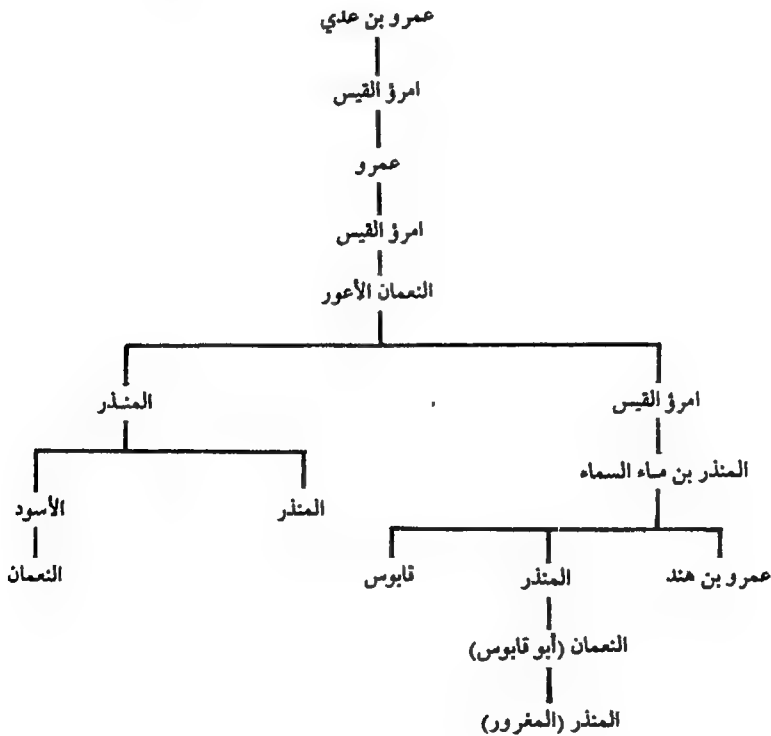 عمرو بن عدي
امرؤ القيس
عمرو
امرؤ القيس
النعمان الأعور
امرؤ القيس
المنذر
المنذر بن ماء السماء
المنذر
الأسود
عمرو بن هند
المنذر
قابوس
النعمان
النعمان (أبو قابوس)
المنذر (المغرور)